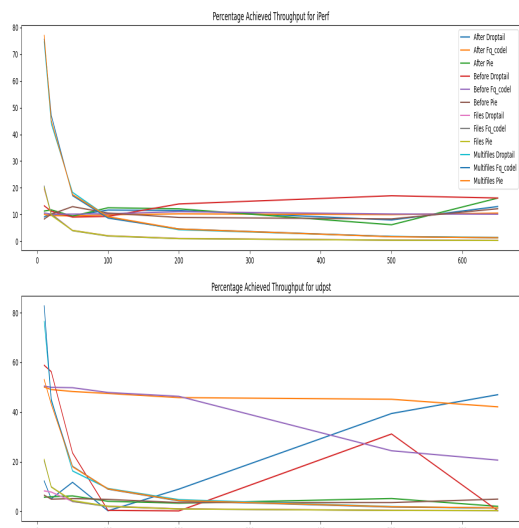 Percentage Achieved Throughput for iPerf
80
70
60
50
40
30
20
10
0
After Droptail
After Fq_codel
After Pie
Before Droptail
Before Fq_codel
Before Pie
Files Droptail
Files Fq_codel
Files Pie
Multifiles Droptail
Multifiles Fq_codel
Multifiles Pie
0
100
200
300
400
500
600
Percentage Achieved Throughput for udpst
80
60
40
20
0